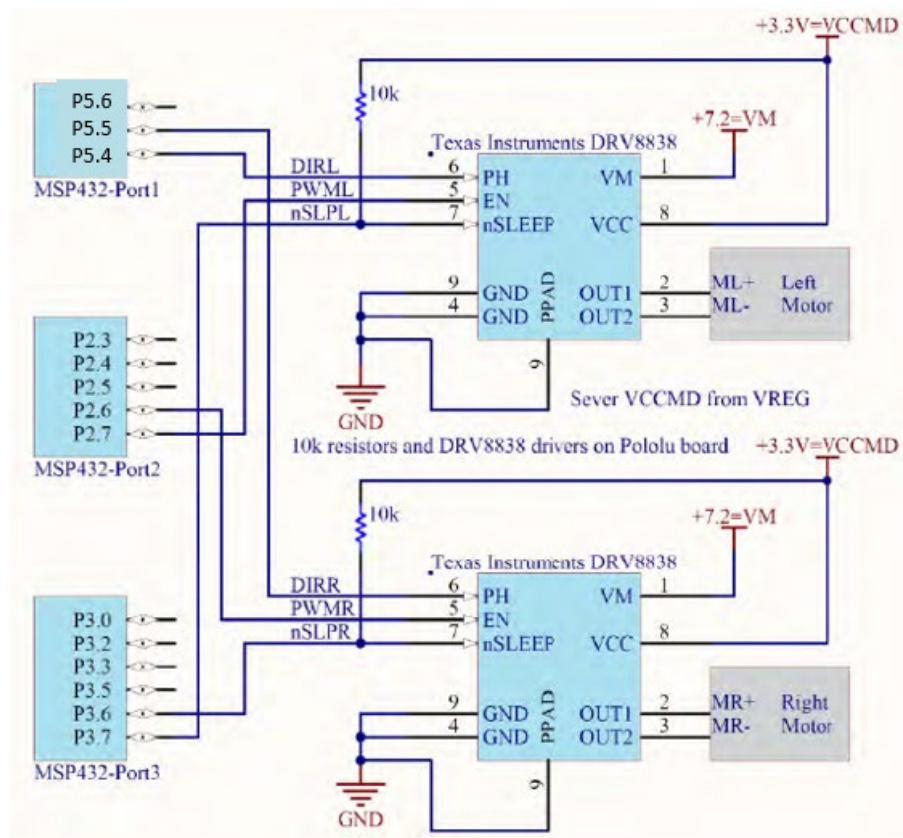 +3.3V=VCCMD
10k
+7.2=VM
P5.6
P5.5
P5.4
MSP432-Port1
Texas Instruments DRV8838
DIRL
PWML
nSLPL
6
5
7
PH
EN
nSLEEP
VM
VCC
1
8
9
4
GND
GND
PPAD
OUT1
OUT2
2
3
ML+ Left
ML- Motor
9
GND
P2.3
P2.4
P2.5
P2.6
P2.7
MSP432-Port2
Sever VCCMD from VREG
10k resistors and DRV8838 drivers on Pololu board
+3.3V=VCCMD
10k
+7.2=VM
Texas Instruments DRV8838
DIRR
PWMR
nSLPR
6
5
7
PH
EN
nSLEEP
VM
VCC
1
8
P3.0
P3.2
P3.3
P3.5
P3.6
P3.7
MSP432-Port3
9
4
GND
GND
PPAD
OUT1
OUT2
2
3
MR+ Right
MR- Motor
9
GND